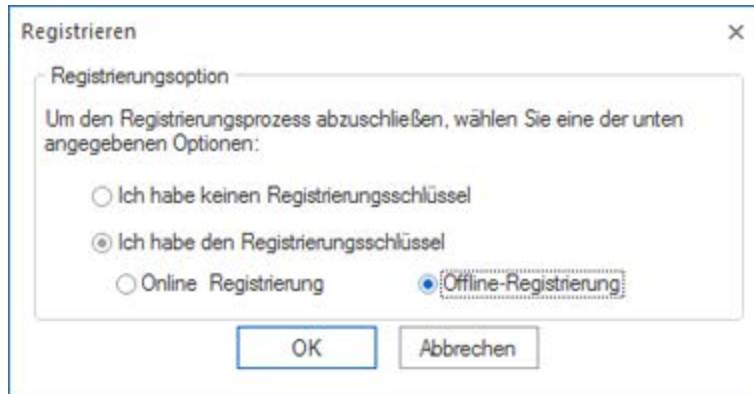 Registrieren
Registrierungsoption
Um den Registrierungsprozess abzuschließen, wählen Sie eine der unten
angegebenen Optionen:
Ich habe keinen Registrierungsschlüssel
Ich habe den Registrierungsschlüssel
Online Registrierung Offline-Registrierung
OK Abbrechen